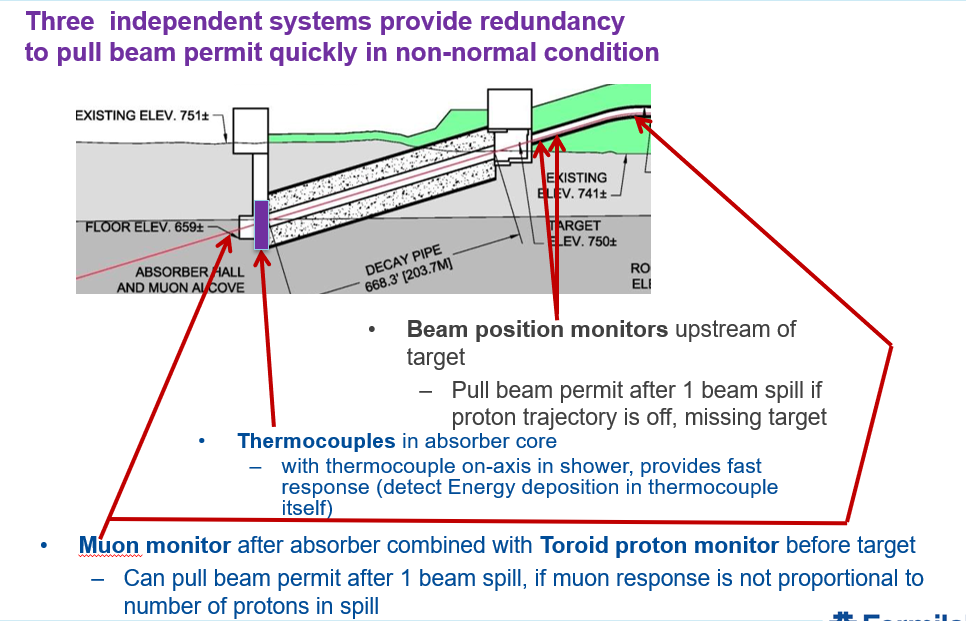 Three independent systems provide redundancy
to pull beam permit quickly in non-normal condition
EXISTING ELEV. 751±
EXISTING
ELEV. 741±
FLOOR ELEV. 659±
TARGET
ELEV. 750±
DECAY PIPE
668.3' [203.7M]
ABSORBER HALL
AND MUON ALCOVE
RO
ELE
• Beam position monitors upstream of
target
– Pull beam permit after 1 beam spill if
proton trajectory is off, missing target
• Thermocouples in absorber core
– with thermocouple on-axis in shower, provides fast
response (detect Energy deposition in thermocouple
itself)
• Muon monitor after absorber combined with Toroid proton monitor before target
– Can pull beam permit after 1 beam spill, if muon response is not proportional to
number of protons in spill